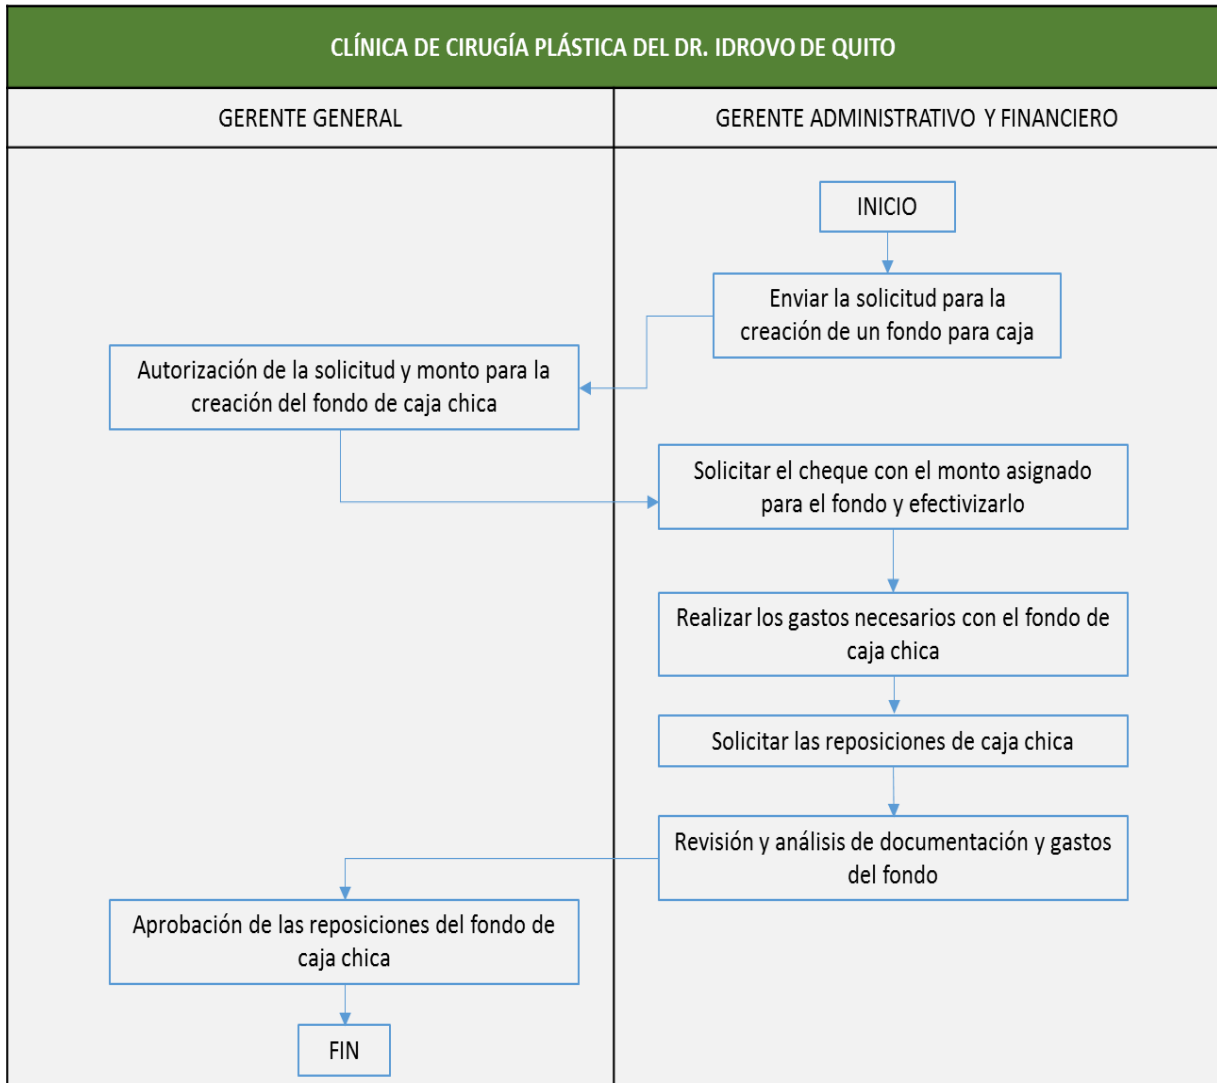 CLÍNICA DE CIRUGÍA PLÁSTICA DEL DR. IDROVO DE QUITO
GERENTE GENERAL
GERENTE ADMINISTRATIVO Y FINANCIERO
INICIO
Enviar la solicitud para la
creación de un fondo para caja
Autorización de la solicitud y monto para la
creación del fondo de caja chica
Solicitar el cheque con el monto asignado
para el fondo y efectivizarlo
Realizar los gastos necesarios con el fondo de
caja chica
Solicitar las reposiciones de caja chica
Revisión y análisis de documentación y gastos
del fondo
Aprobación de las reposiciones del fondo de
caja chica
FIN